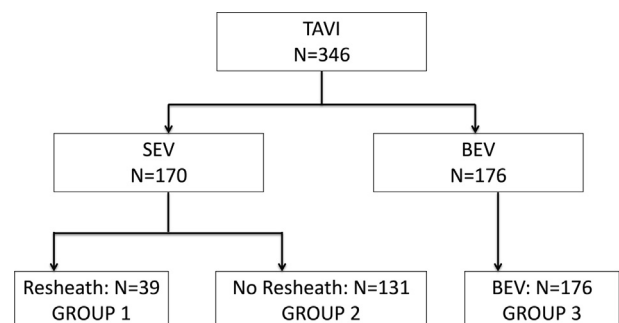 TAVI
N=346
SEV
N=170
BEV
N=176
Resheath: N=39
GROUP 1
No Resheath: N=131
GROUP 2
BEV: N=176
GROUP 3